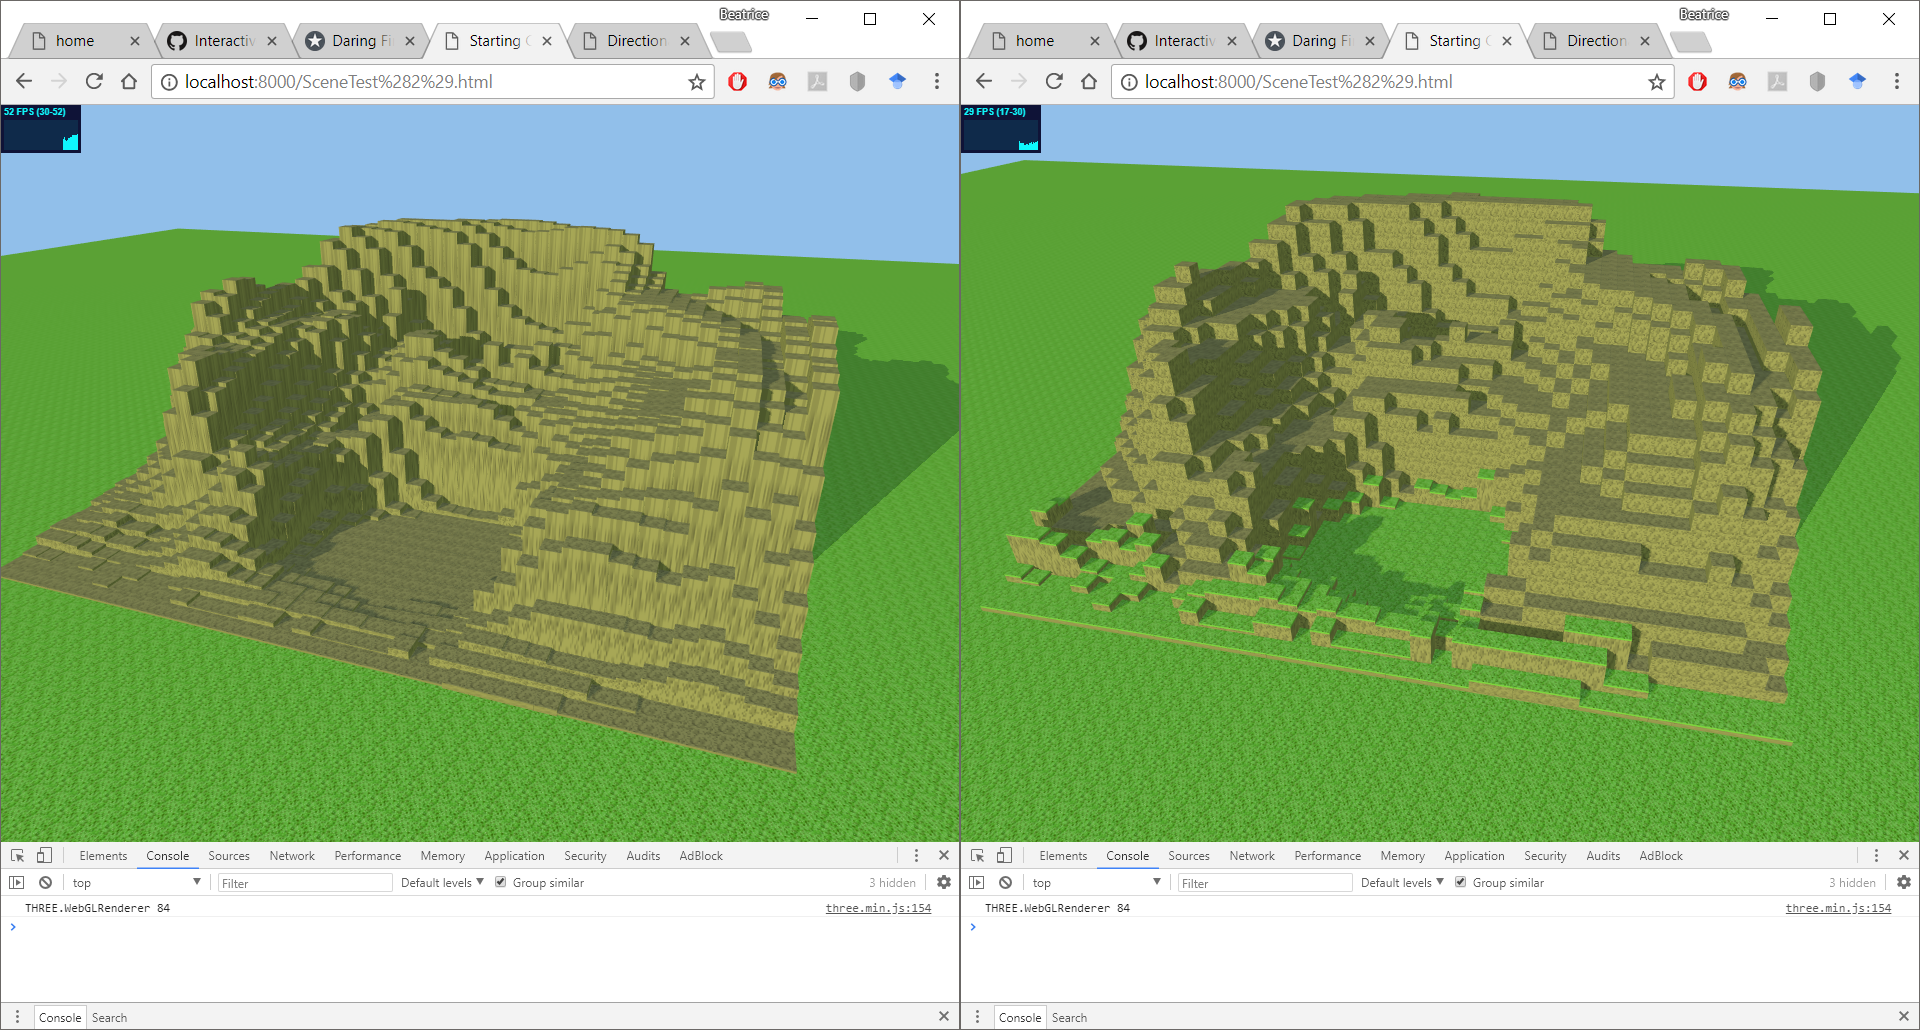 Beatrice
home
Interactiv
Daring Fi
Starting
Direction
localhost:8000/SceneTest%282%29.html
52 FPS (30-52)
Elements Console Sources Network Performance Memory Application Security Audits AdBlock
top Filter Default levels Group similar 3 hidden
THREE.WebGLRenderer 84 three.min.js:154
Console Search
Beatrice
home
Interactiv
Daring Fi
Starting
Direction
localhost:8000/SceneTest%282%29.html
29 FPS (17-30)
Elements Console Sources Network Performance Memory Application Security Audits AdBlock
top Filter Default levels Group similar 3 hidden
THREE.WebGLRenderer 84 three.min.js:154
Console Search